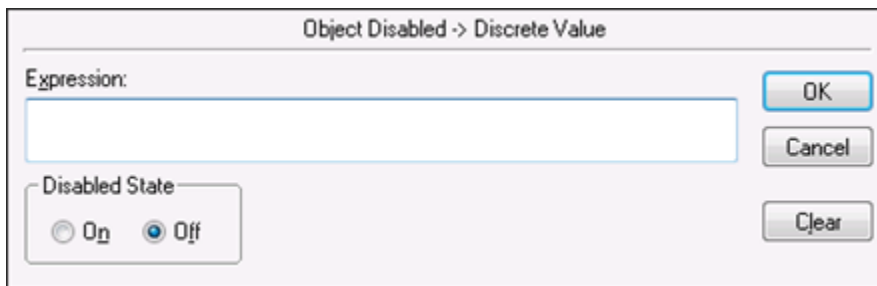 Object Disabled -> Discrete Value
Expression:
OK
Cancel
Disabled State
On Off
Clear